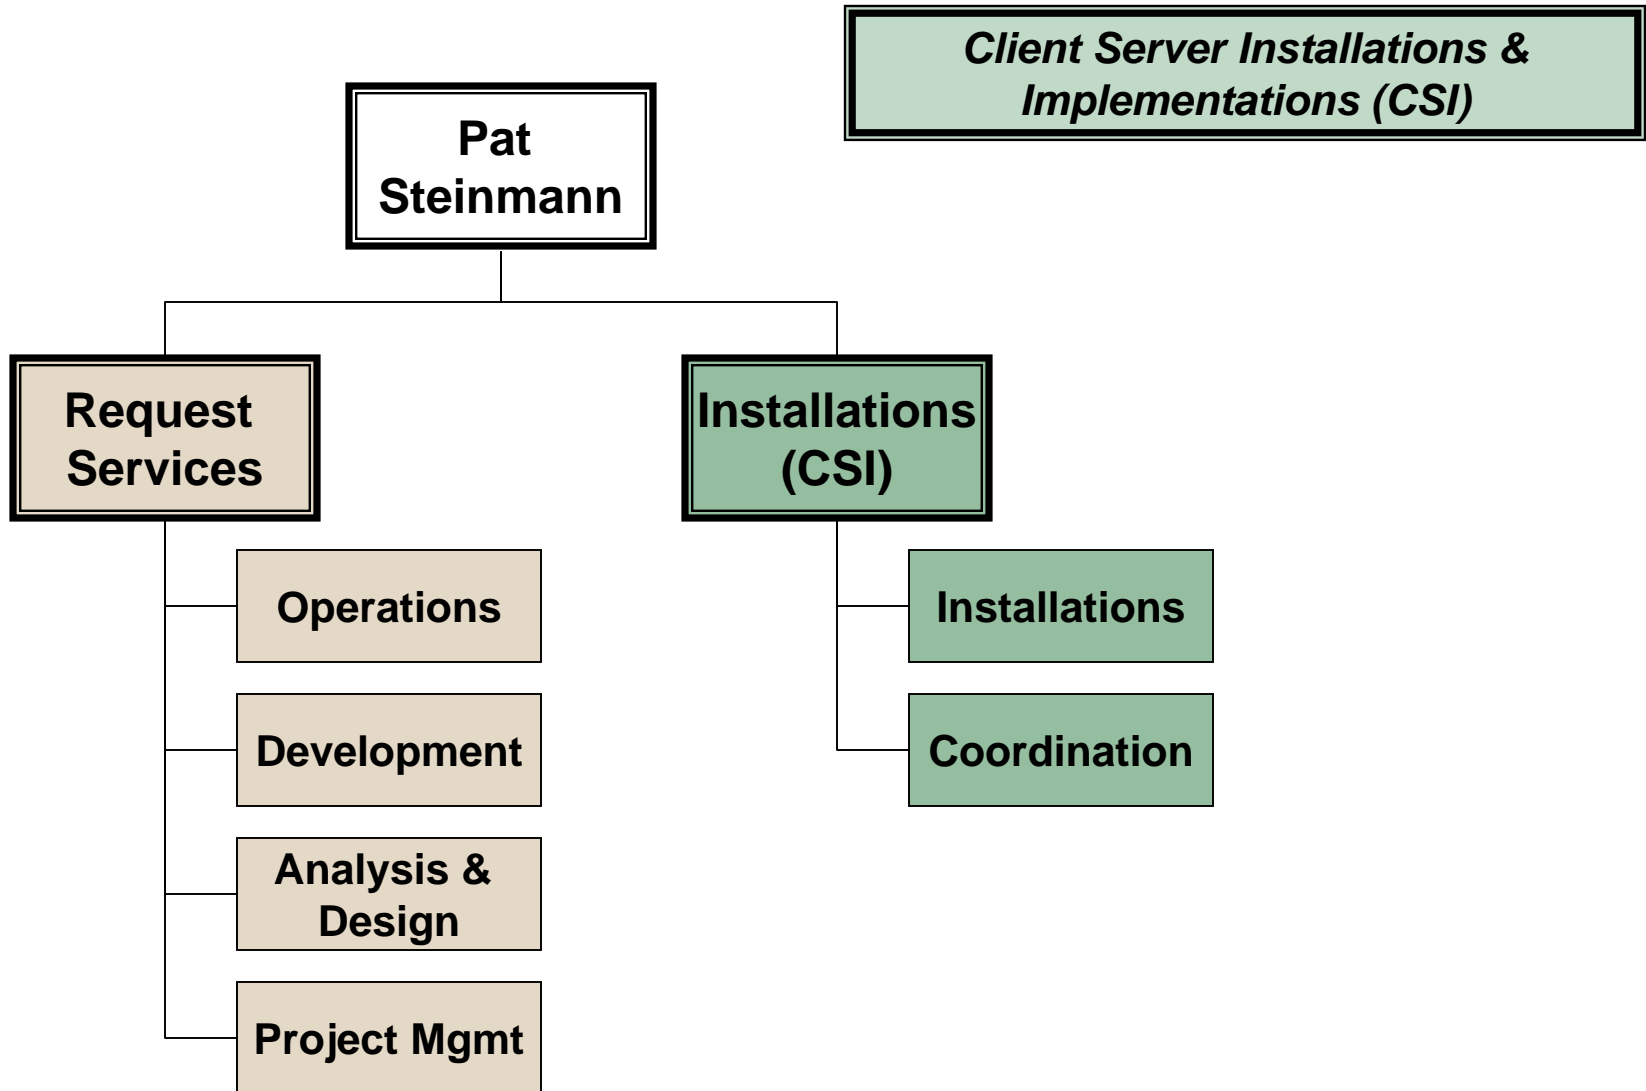 Client Server Installations &
Implementations (CSI)
Pat
Steinmann
Request
Services
Installations
(CSI)
Operations
Development
Analysis &
Design
Project Mgmt
Installations
Coordination